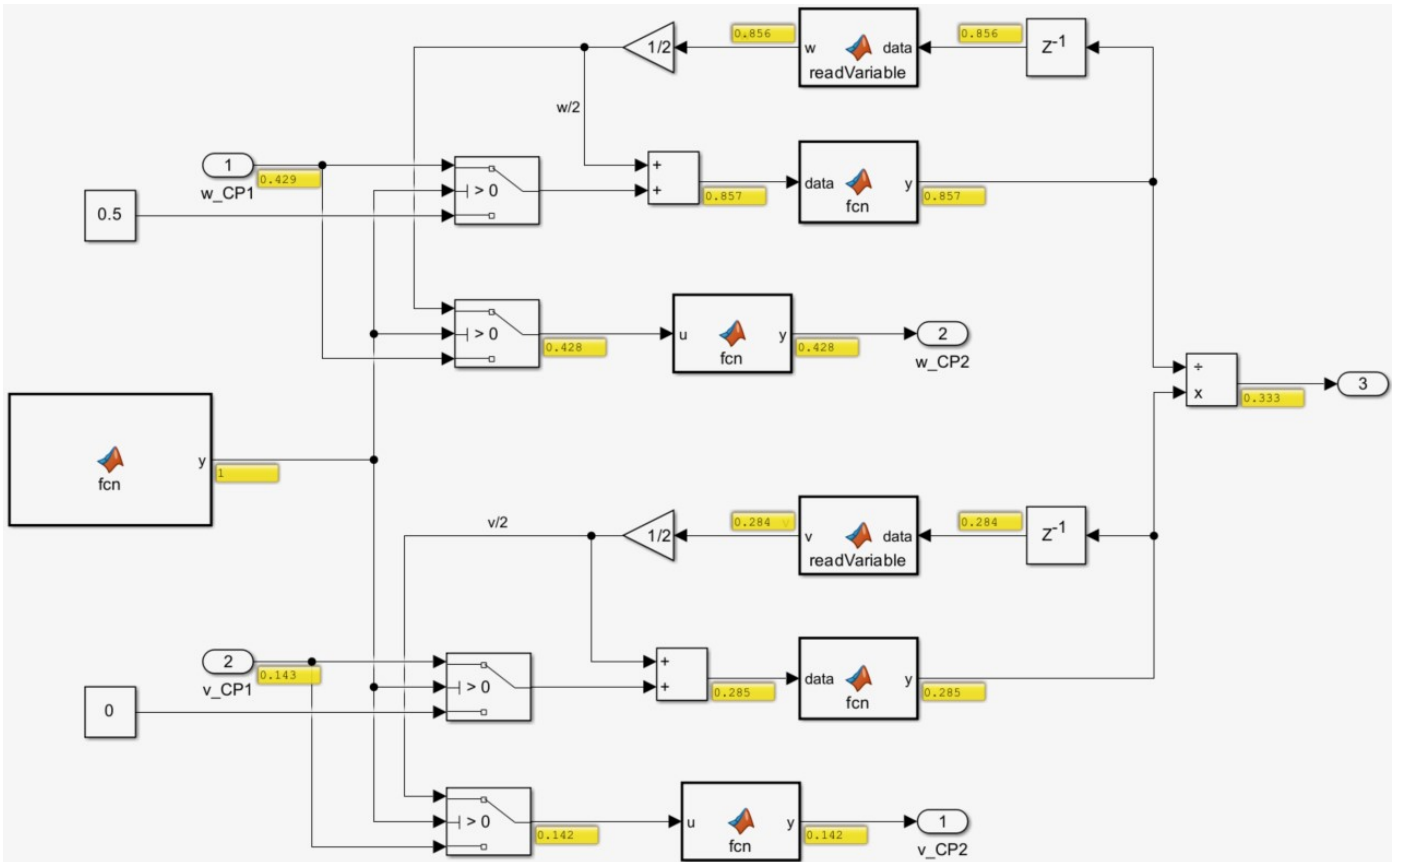 0.856
0.856
1/2
w
data
readVariable
Z-1
w/2
1
w_CP1
0.429
> 0
+
+
0.857
data
y
fcn
0.857
0.5
> 0
0.428
u
y
fcn
0.428
2
w_CP2
÷
x
0.333
3
y
fcn
1
v/2
1/2
0.284 v
v
data
readVariable
0.284
Z-1
2
v_CP1
0.143
> 0
+
+
0.285
data
y
fcn
0.285
0
> 0
0.142
u
y
fcn
0.142
1
v_CP2